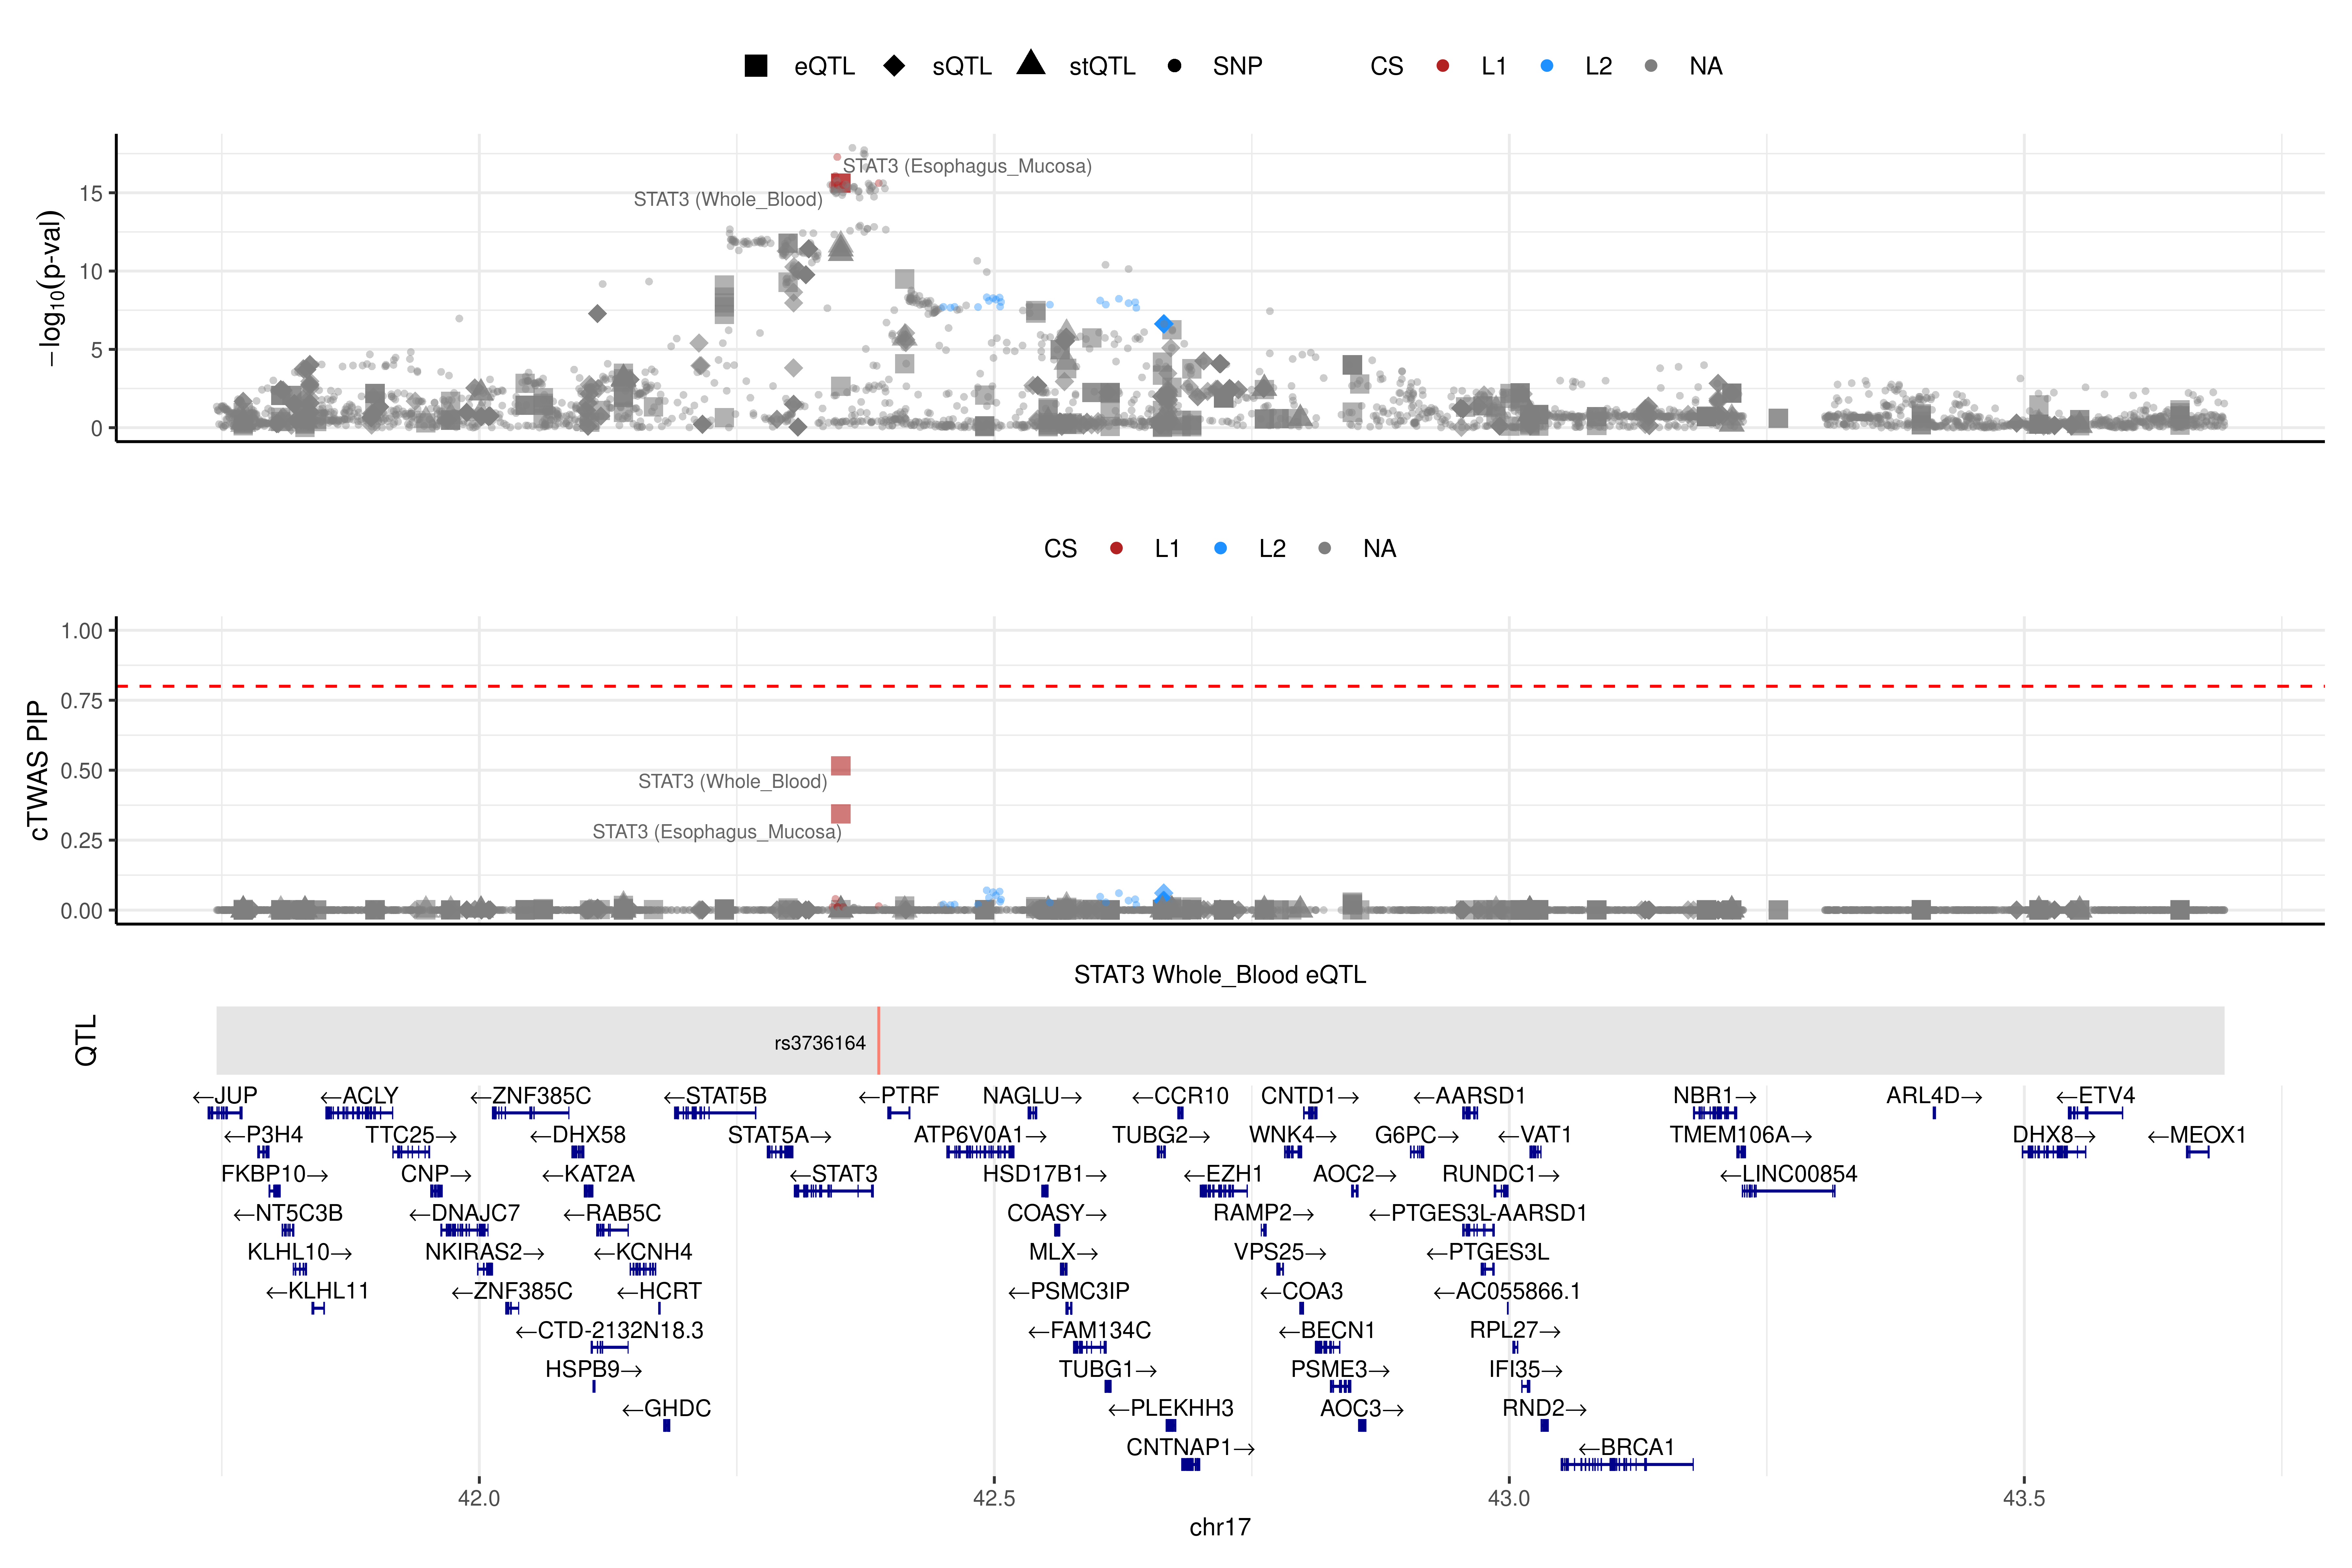 eQTL sQTL stQTL SNP CS L1 L2 NA
−log10(p-val)
15
10
5
0
STAT3 (Esophagus_Mucosa)
STAT3 (Whole_Blood)
CS L1 L2 NA
cTWAS PIP
1.00
0.75
0.50
0.25
0.00
STAT3 (Whole_Blood)
STAT3 (Esophagus_Mucosa)
STAT3 Whole_Blood eQTL
QTL
rs3736164
←JUP ←ACLY ←ZNF385C ←STAT5B ←PTRF NAGLU→ ←CCR10 CNTD1→ ←AARSD1 NBR1→ ARL4D→ ←ETV4
←P3H4 TTC25→ ←DHX58 STAT5A→ ATP6V0A1→ TUBG2→ WNK4→ G6PC→ ←VAT1 TMEM106A→ DHX8→ ←MEOX1
FKBP10→ CNP→ ←KAT2A ←STAT3 HSD17B1→ ←EZH1 AOC2→ RUNDC1→ ←LINC00854
←NT5C3B ←DNAJC7 ←RAB5C COASY→ RAMP2→ ←PTGES3L-AARSD1
KLHL10→ NKIRAS2→ ←KCNH4 MLX→ VPS25→ ←PTGES3L
←KLHL11 ←ZNF385C ←HCRT ←PSMC3IP ←COA3 ←AC055866.1
←CTD-2132N18.3 ←FAM134C ←BECN1 RPL27→
HSPB9→ TUBG1→ PSME3→ IFI35→
←GHDC ←PLEKHH3 AOC3→ RND2→
CNTNAP1→ ←BRCA1
42.0 42.5 43.0 43.5
chr17